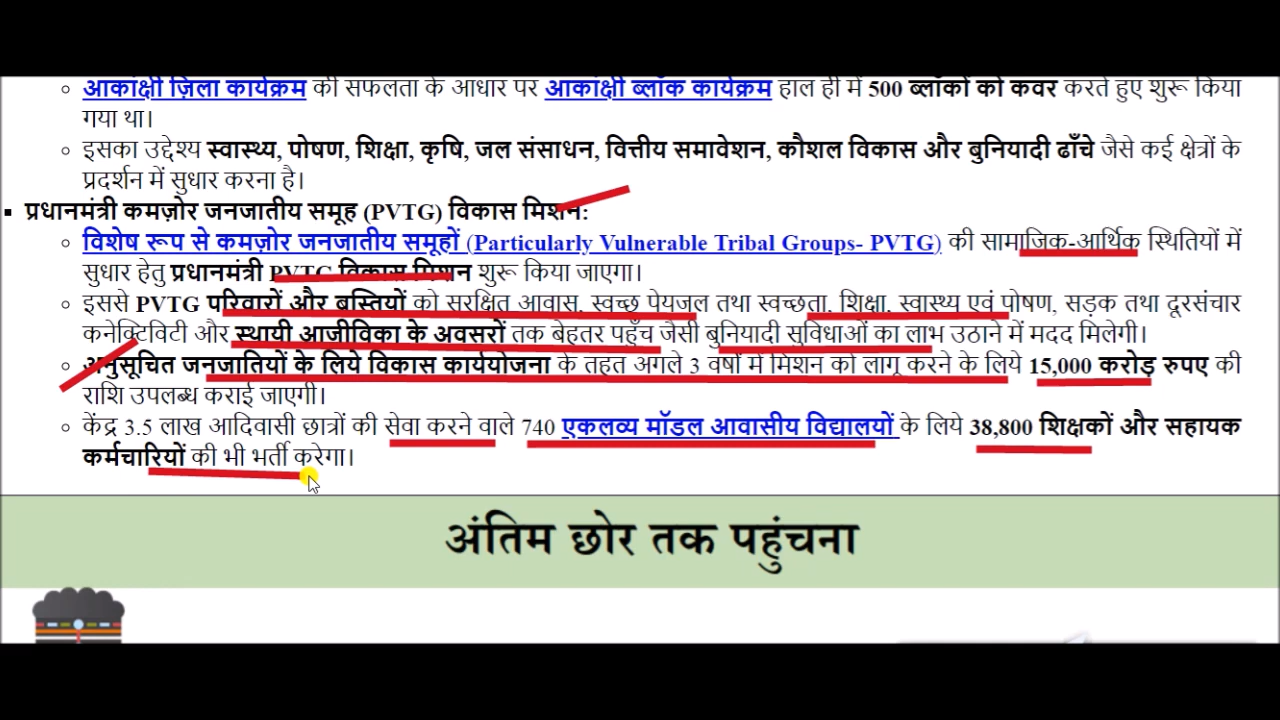 आकांक्षी ज़िला कार्यक्रम की सफलता के आधार पर आकांक्षी ब्लॉक कार्यक्रम हाल ही में 500 ब्लॉकों को कवर करते हुए शुरू किया
गया था।
इसका उद्देश्य स्वास्थ्य, पोषण, शिक्षा, कृषि, जल संसाधन, वित्तीय समावेशन, कौशल विकास और बुनियादी ढाँचे जैसे कई क्षेत्रों के
प्रदर्शन में सुधार करना है।
प्रधानमंत्री कमज़ोर जनजातीय समूह (PVTG) विकास मिशन:
विशेष रूप से कमज़ोर जनजातीय समूहों (Particularly Vulnerable Tribal Groups- PVTG) की सामाजिक-आर्थिक स्थितियों में
सुधार हेतु प्रधानमंत्री PVTG विकास मिशन शुरू किया जाएगा।
इससे PVTG परिवारों और बस्तियों को सुरक्षित आवास, स्वच्छ पेयजल तथा स्वच्छता, शिक्षा, स्वास्थ्य एवं पोषण, सड़क तथा दूरसंचार
कनेक्टिविटी और स्थायी आजीविका के अवसरों तक बेहतर पहुँच जैसी बुनियादी सुविधाओं का लाभ उठाने में मदद मिलेगी।
अनुसूचित जनजातियों के लिये विकास कार्ययोजना के तहत अगले 3 वर्षों में मिशन को लागू करने के लिये 15,000 करोड़ रुपए की
राशि उपलब्ध कराई जाएगी।
केंद्र 3.5 लाख आदिवासी छात्रों की सेवा करने वाले 740 एकलव्य मॉडल आवासीय विद्यालयों के लिये 38,800 शिक्षकों और सहायक
कर्मचारियों की भी भर्ती करेगा।
अंतिम छोर तक पहुंचना